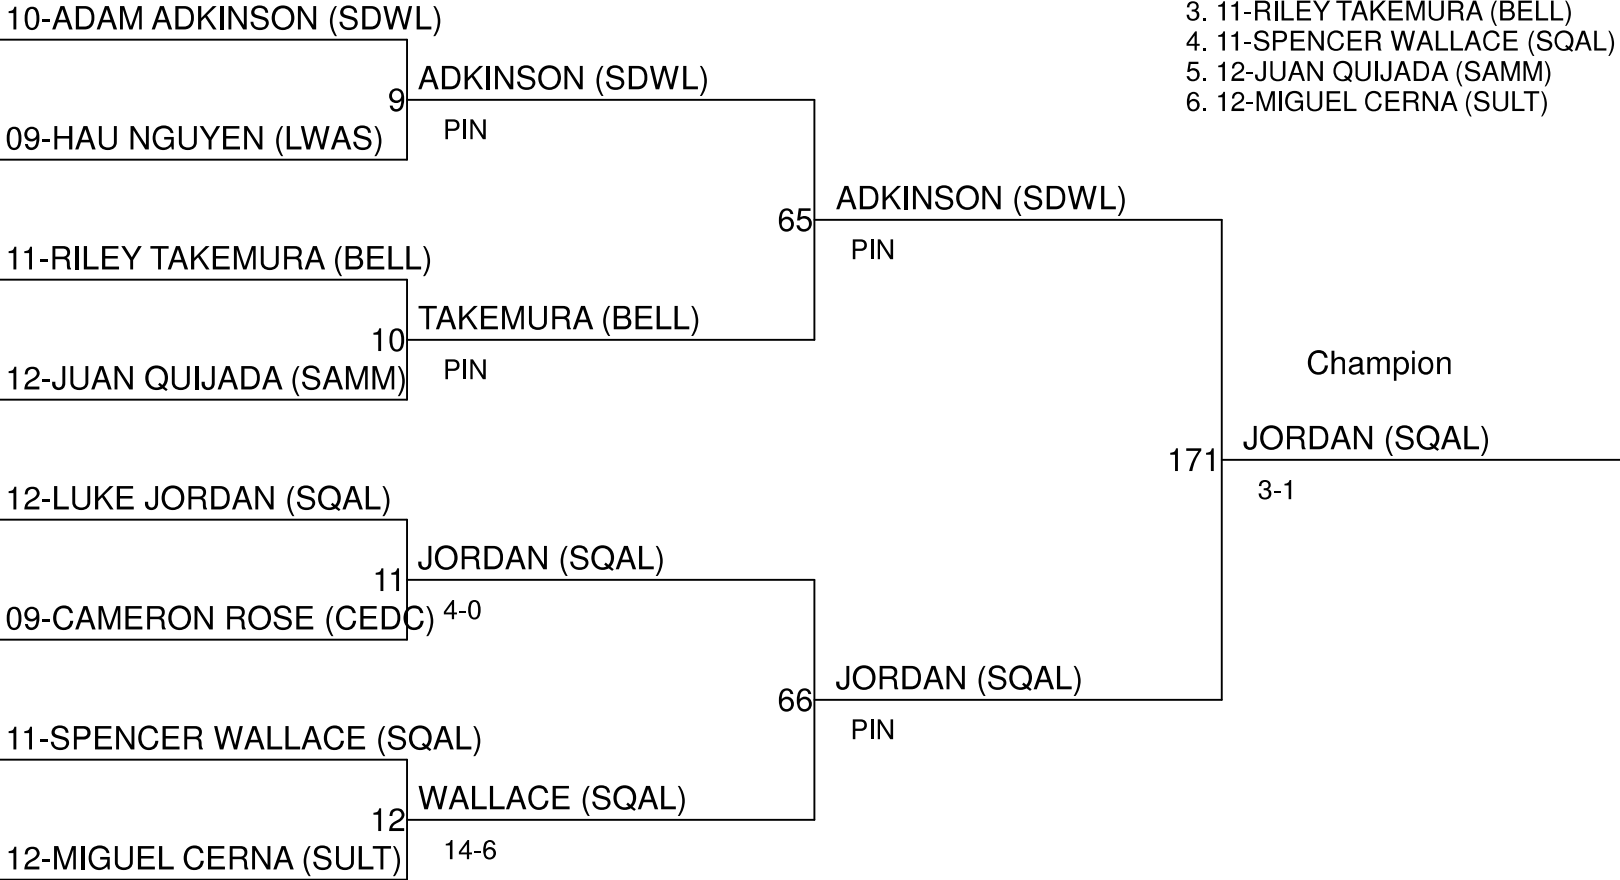 10-ADAM ADKINSON (SDWL)
3. 11-RILEY TAKEMURA (BELL)
4. 11-SPENCER WALLACE (SQAL)
5. 12-JUAN QUIJADA (SAMM)
6. 12-MIGUEL CERNA (SULT)
ADKINSON (SDWL)
9
PIN
09-HAU NGUYEN (LWAS)
ADKINSON (SDWL)
65
PIN
11-RILEY TAKEMURA (BELL)
TAKEMURA (BELL)
10
PIN
12-JUAN QUIJADA (SAMM)
Champion
JORDAN (SQAL)
171
3-1
12-LUKE JORDAN (SQAL)
JORDAN (SQAL)
11
4-0
09-CAMERON ROSE (CEDC)
JORDAN (SQAL)
66
PIN
11-SPENCER WALLACE (SQAL)
WALLACE (SQAL)
12
14-6
12-MIGUEL CERNA (SULT)